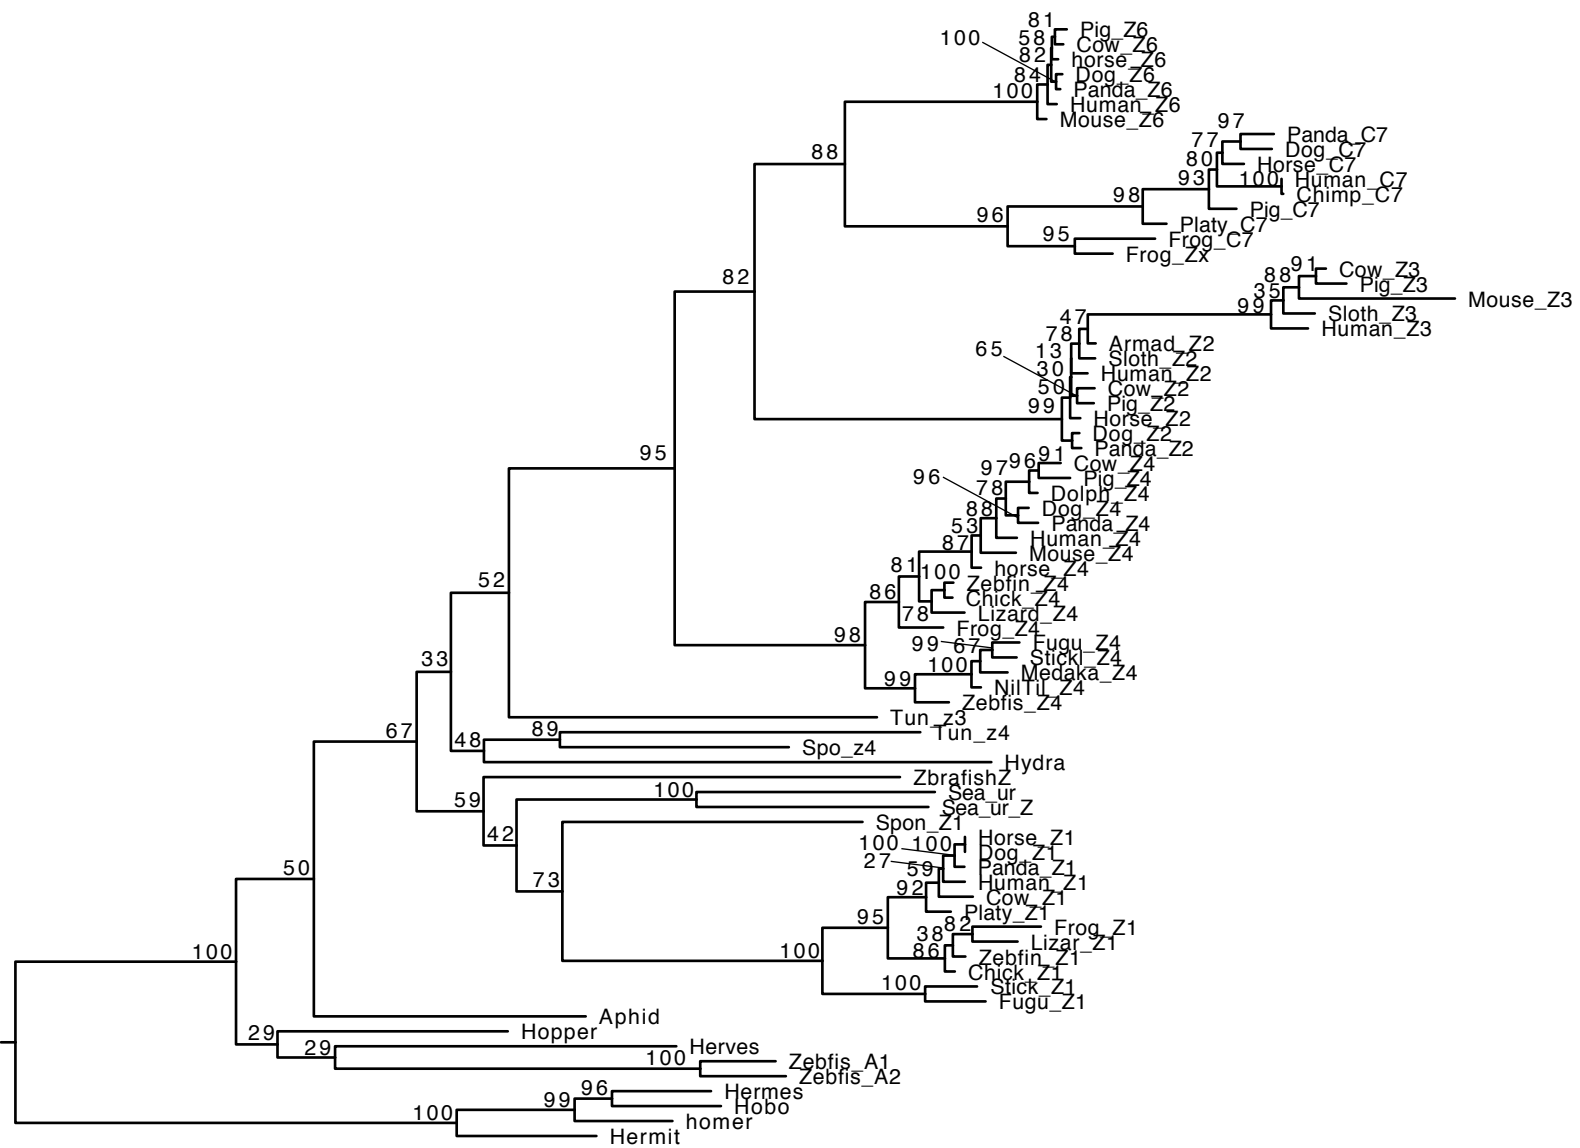 81 Pig_Z6
100 58 Cow_Z6
82 horse_Z6
84 Dog_Z6
100 Panda_Z6
Human_Z6
Mouse_Z6
97 Panda_C7
77 Dog_C7
88 80 Horse_C7
93 100 Human_C7
98 Chimp_C7
96 Pig_C7
Platy_C7
95 Frog_C7
Frog_Zx
91 Cow_Z3
82 88 Pig_Z3
35 Mouse_Z3
99 Sloth_Z3
47 Human_Z3
78 Armad_Z2
65 13 Sloth_Z2
30 Human_Z2
50 Cow_Z2
99 Pig_Z2
Horse_Z2
Dog_Z2
Panda_Z2
95 97 96 91 Cow_Z4
96 78 Pig_Z4
Dolph_Z4
88 Dog_Z4
53 Panda_Z4
87 Human_Z4
Mouse_Z4
81 100 horse_Z4
52 86 Zebfin_Z4
Chick_Z4
78 Lizard_Z4
98 Frog_Z4
99 67 Fugu_Z4
33 100 Stickl_Z4
Medaka_Z4
99 NilTil_Z4
Zebfis_Z4
Tun_z3
67 48 89 Tun_z4
Spo_z4
Hydra
ZbrafishZ
59 100 Sea_ur
Sea_ur_Z
42 Spon_Z1
100 100 Horse_Z1
27 Dog_Z1
50 59 Panda_Z1
73 92 Human_Z1
Cow_Z1
95 Platy_Z1
38 82 Frog_Z1
100 100 86 Lizar_Z1
Zebfin_Z1
Chick_Z1
100 Stick_Z1
Fugu_Z1
Aphid
29 Hopper
29 Herves
100 Zebfis_A1
Zebfis_A2
96 Hermes
99 Hobo
100 homer
Hermit